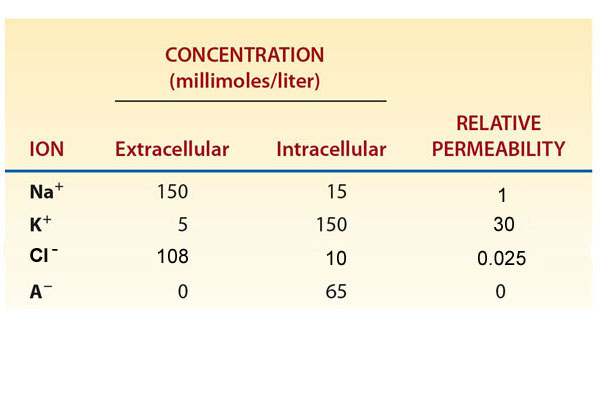 CONCENTRATION
(millimoles/liter)
RELATIVE
ION Extracellular Intracellular PERMEABILITY
Na⁺ 150 15 1
K⁺ 5 150 30
Cl⁻ 108 10 0.025
A⁻ 0 65 0